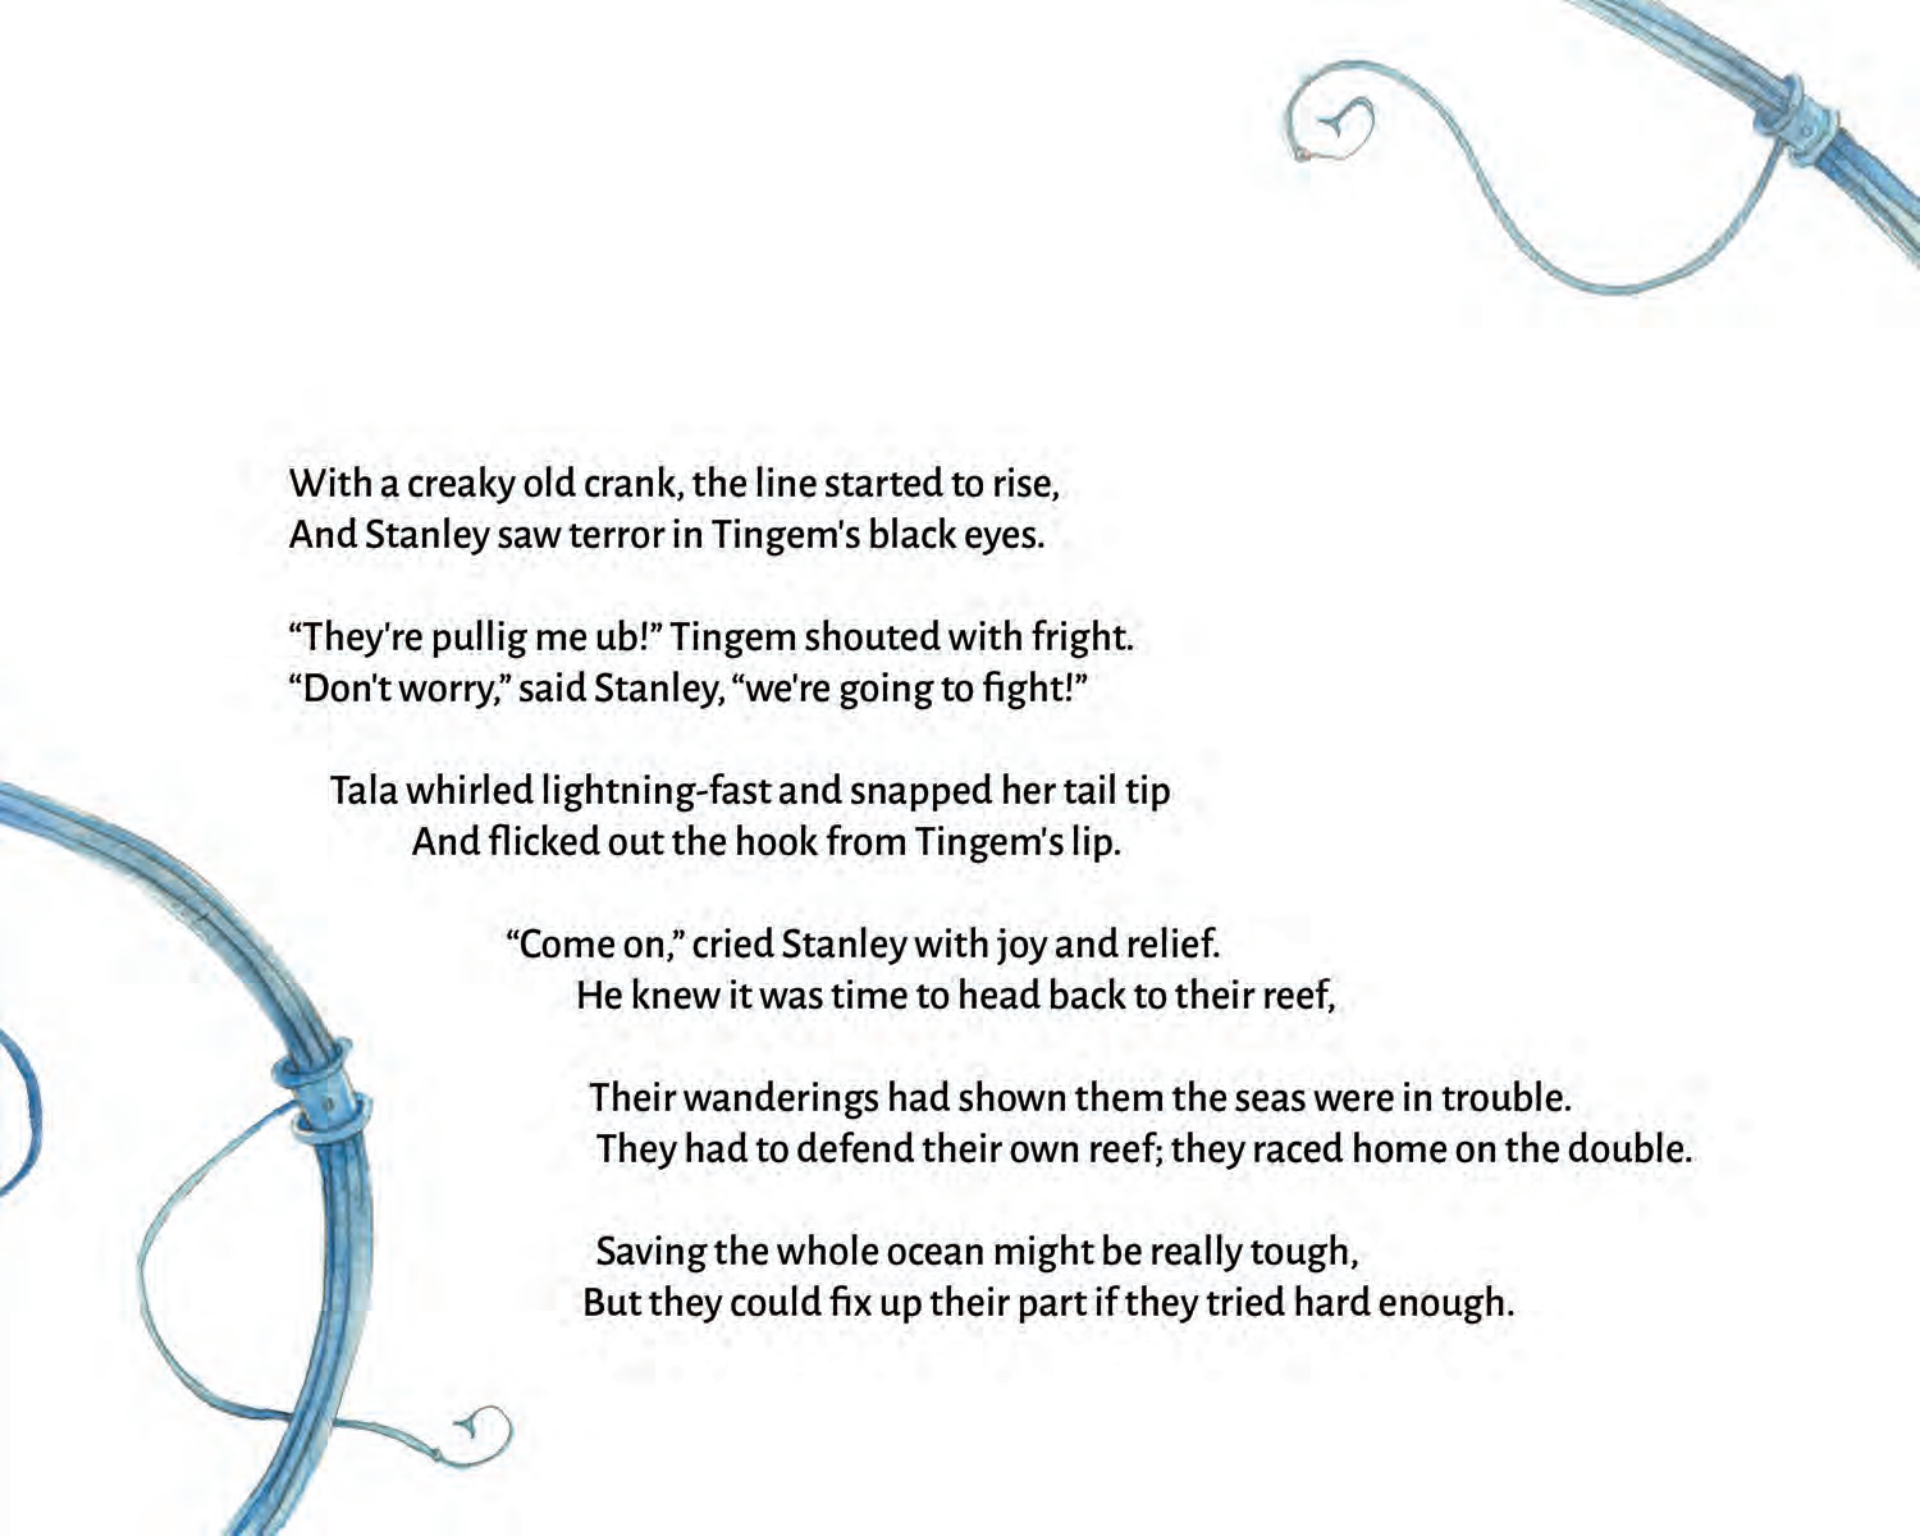 With a creaky old crank, the line started to rise,
And Stanley saw terror in Tingem's black eyes.
“They're pullig me ub!” Tingem shouted with fright.
“Don't worry,” said Stanley, “we're going to fight!”
Tala whirled lightning-fast and snapped her tail tip
And flicked out the hook from Tingem's lip.
“Come on,” cried Stanley with joy and relief.
He knew it was time to head back to their reef,
Their wanderings had shown them the seas were in trouble.
They had to defend their own reef; they raced home on the double.
Saving the whole ocean might be really tough,
But they could fix up their part if they tried hard enough.